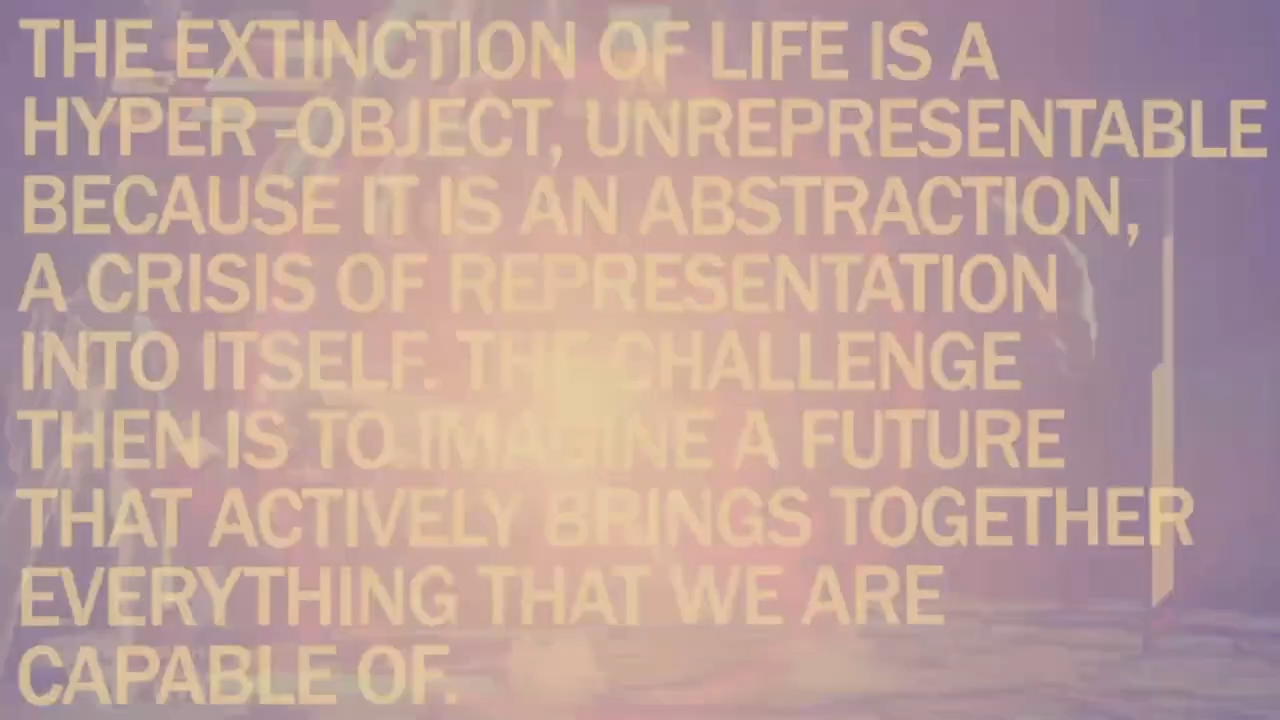 THE EXTINCTION OF LIFE IS A
HYPER -OBJECT, UNREPRESENTABLE
BECAUSE IT IS AN ABSTRACTION,
A CRISIS OF REPRESENTATION
INTO ITSELF. THE CHALLENGE
THEN IS TO IMAGINE A FUTURE
THAT ACTIVELY BRINGS TOGETHER
EVERYTHING THAT WE ARE
CAPABLE OF.